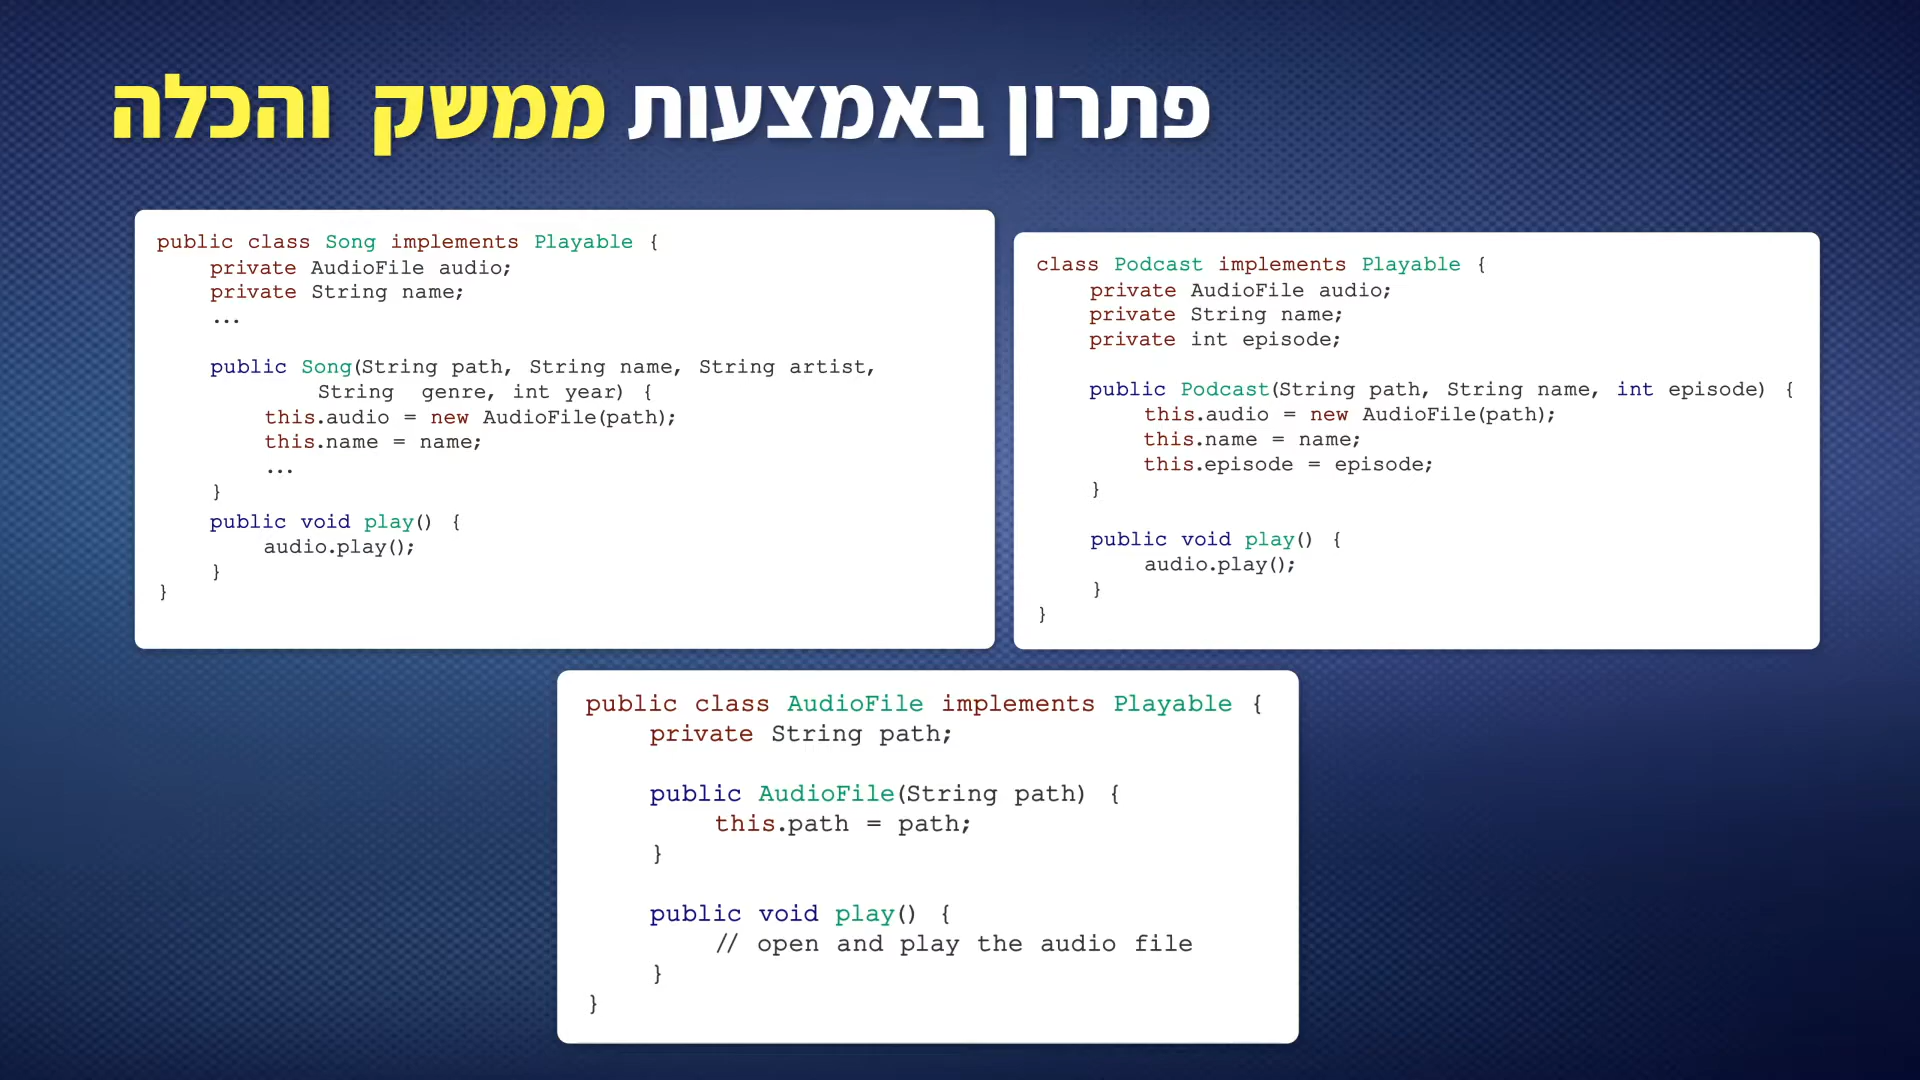 פתרון באמצעות ממשק והכלה
public class Song implements Playable {
private AudioFile audio;
private String name;
...
public Song(String path, String name, String artist,
String genre, int year) {
this.audio = new AudioFile(path);
this.name = name;
...
}
public void play() {
audio.play();
}
}
class Podcast implements Playable {
private AudioFile audio;
private String name;
private int episode;
public Podcast(String path, String name, int episode) {
this.audio = new AudioFile(path);
this.name = name;
this.episode = episode;
}
public void play() {
audio.play();
}
}
public class AudioFile implements Playable {
private String path;
public AudioFile(String path) {
this.path = path;
}
public void play() {
// open and play the audio file
}
}